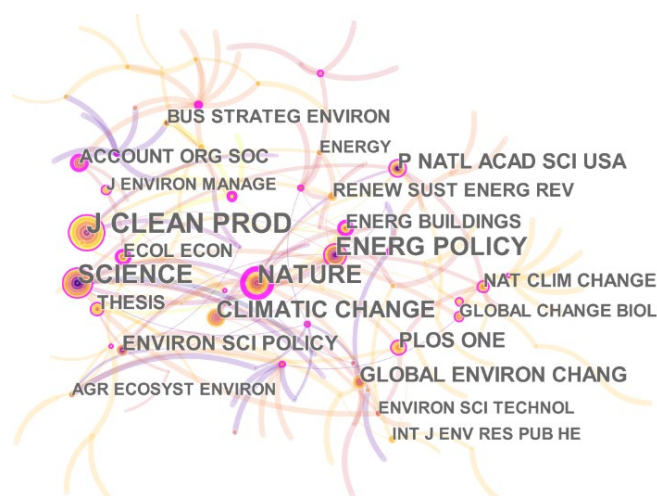 BUS STRATEG ENVIRON
ENERGY
ACCOUNT ORG SOC
P NATL ACAD SCI USA
J ENVIRON MANAGE
RENEW SUST ENERG REV
J CLEAN PROD
ENERG BUILDINGS
ECOL ECON
ENERG POLICY
SCIENCE
NATURE
NAT CLIM CHANGE
THESIS
CLIMATIC CHANGE
GLOBAL CHANGE BIOL
ENVIRON SCI POLICY
PLOS ONE
GLOBAL ENVIRON CHANG
AGR ECOSYST ENVIRON
ENVIRON SCI TECHNOL
INT J ENV RES PUB HE